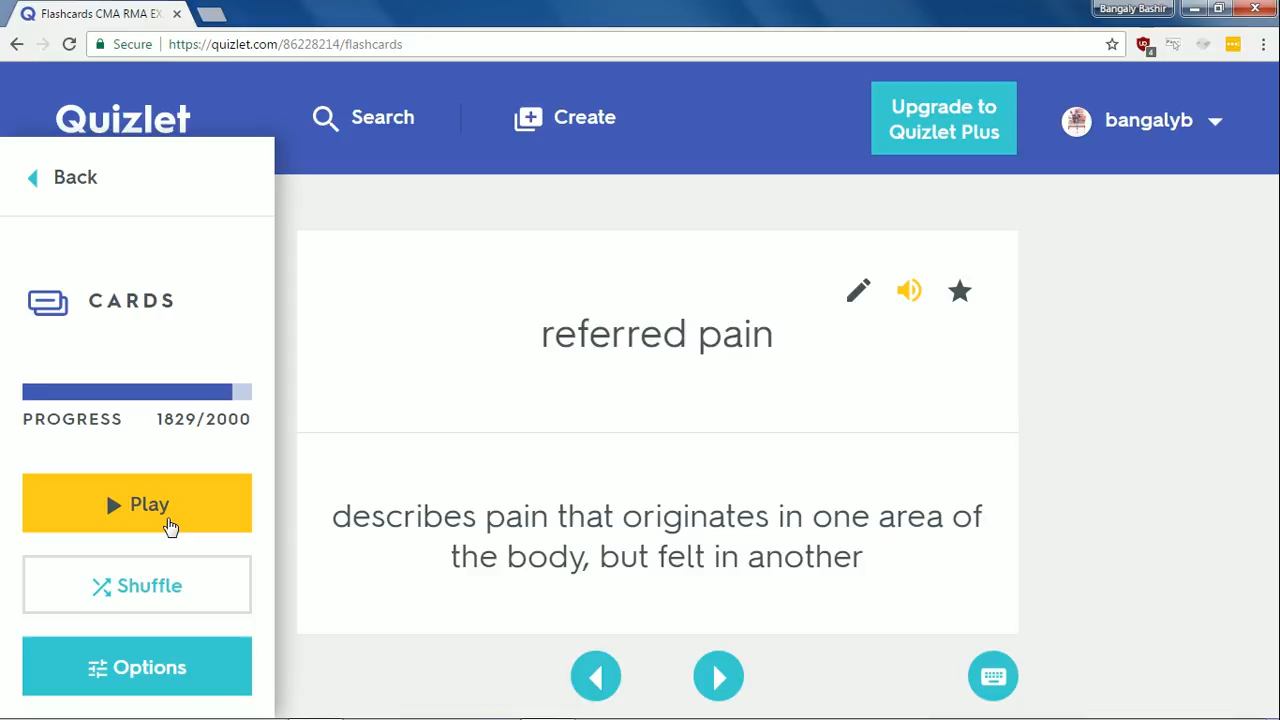 Flashcards CMA RMA EX
Bangaly Bashir
Secure
https://quizlet.com/86228214/flashcards
4
Quizlet
Search
Create
Upgrade to
Quizlet Plus
bangalyb
Back
CARDS
PROGRESS 1829/2000
Play
Shuffle
Options
referred pain
describes pain that originates in one area of
the body, but felt in another